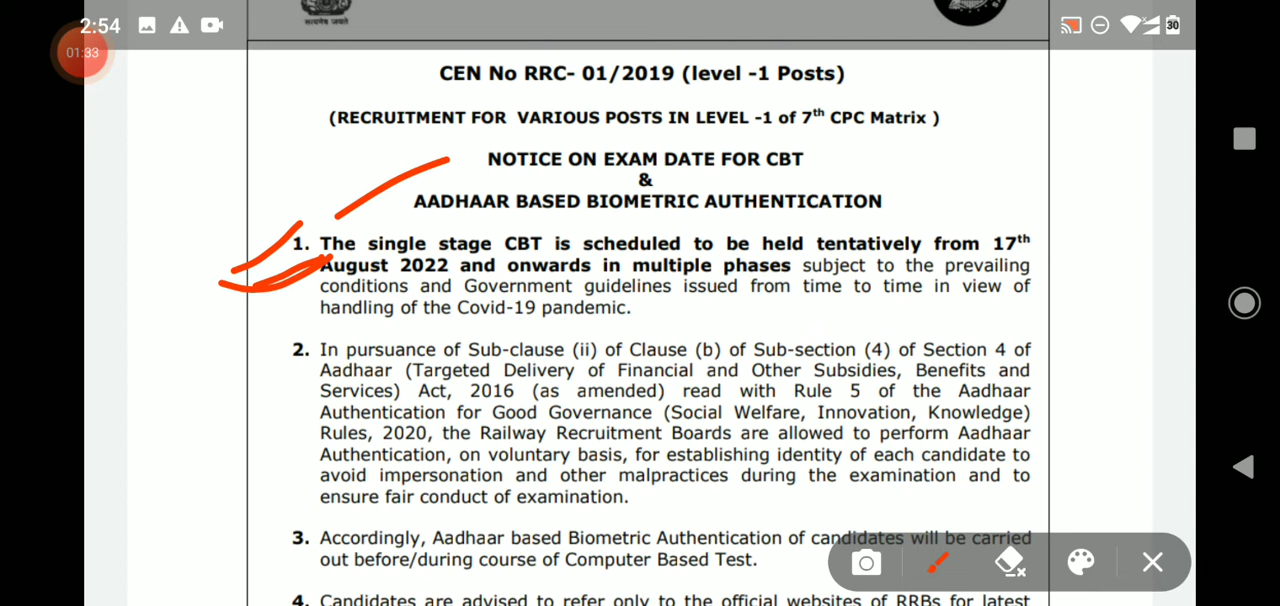 2:54
30
01:33
सत्यमेव जयते
CEN No RRC- 01/2019 (level -1 Posts)
(RECRUITMENT FOR VARIOUS POSTS IN LEVEL -1 of 7th CPC Matrix )
NOTICE ON EXAM DATE FOR CBT
&
AADHAAR BASED BIOMETRIC AUTHENTICATION
1. The single stage CBT is scheduled to be held tentatively from 17th
August 2022 and onwards in multiple phases subject to the prevailing
conditions and Government guidelines issued from time to time in view of
handling of the Covid-19 pandemic.
2. In pursuance of Sub-clause (ii) of Clause (b) of Sub-section (4) of Section 4 of
Aadhaar (Targeted Delivery of Financial and Other Subsidies, Benefits and
Services) Act, 2016 (as amended) read with Rule 5 of the Aadhaar
Authentication for Good Governance (Social Welfare, Innovation, Knowledge)
Rules, 2020, the Railway Recruitment Boards are allowed to perform Aadhaar
Authentication, on voluntary basis, for establishing identity of each candidate to
avoid impersonation and other malpractices during the examination and to
ensure fair conduct of examination.
3. Accordingly, Aadhaar based Biometric Authentication of candidates will be carried
out before/during course of Computer Based Test.
4. Candidates are advised to refer only to the official websites of RRBs for latest